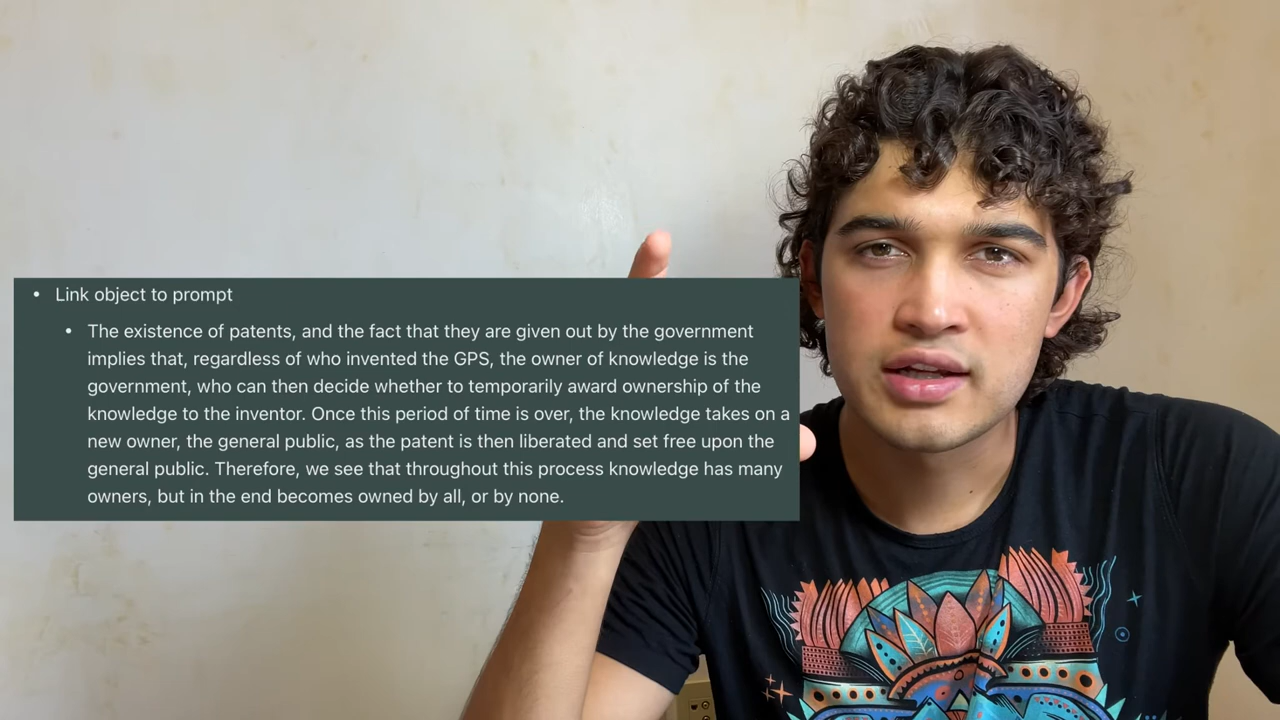 • Link object to prompt
• The existence of patents, and the fact that they are given out by the government
implies that, regardless of who invented the GPS, the owner of knowledge is the
government, who can then decide whether to temporarily award ownership of the
knowledge to the inventor. Once this period of time is over, the knowledge takes on a
new owner, the general public, as the patent is then liberated and set free upon the
general public. Therefore, we see that throughout this process knowledge has many
owners, but in the end becomes owned by all, or by none.